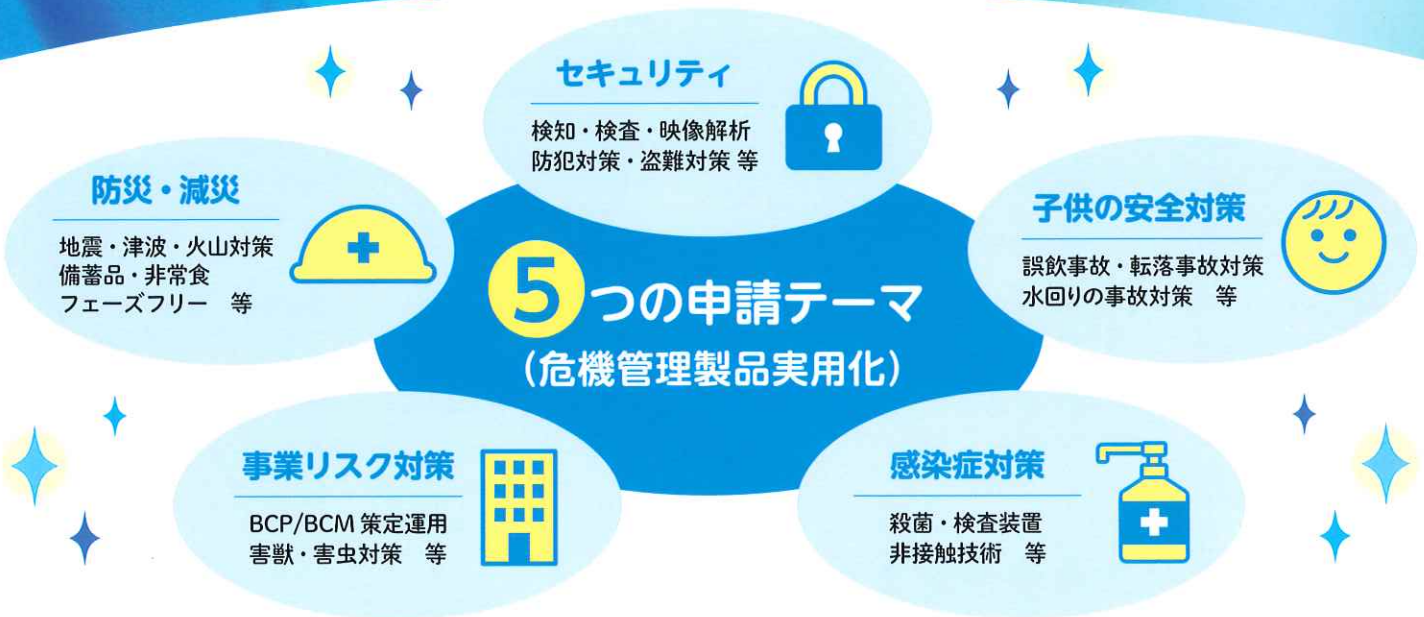 セキュリティ
検知・検査・映像解析
防犯対策・盗難対策 等
防災・減災
地震・津波・火山対策
備蓄品・非常食
フェーズフリー　等
子供の安全対策
誤飲事故・転落事故対策
水回りの事故対策　等
5つの申請テーマ
（危機管理製品実用化）
事業リスク対策
BCP/BCM 策定運用
害獣・害虫対策　等
感染症対策
殺菌・検査装置
非接触技術　等